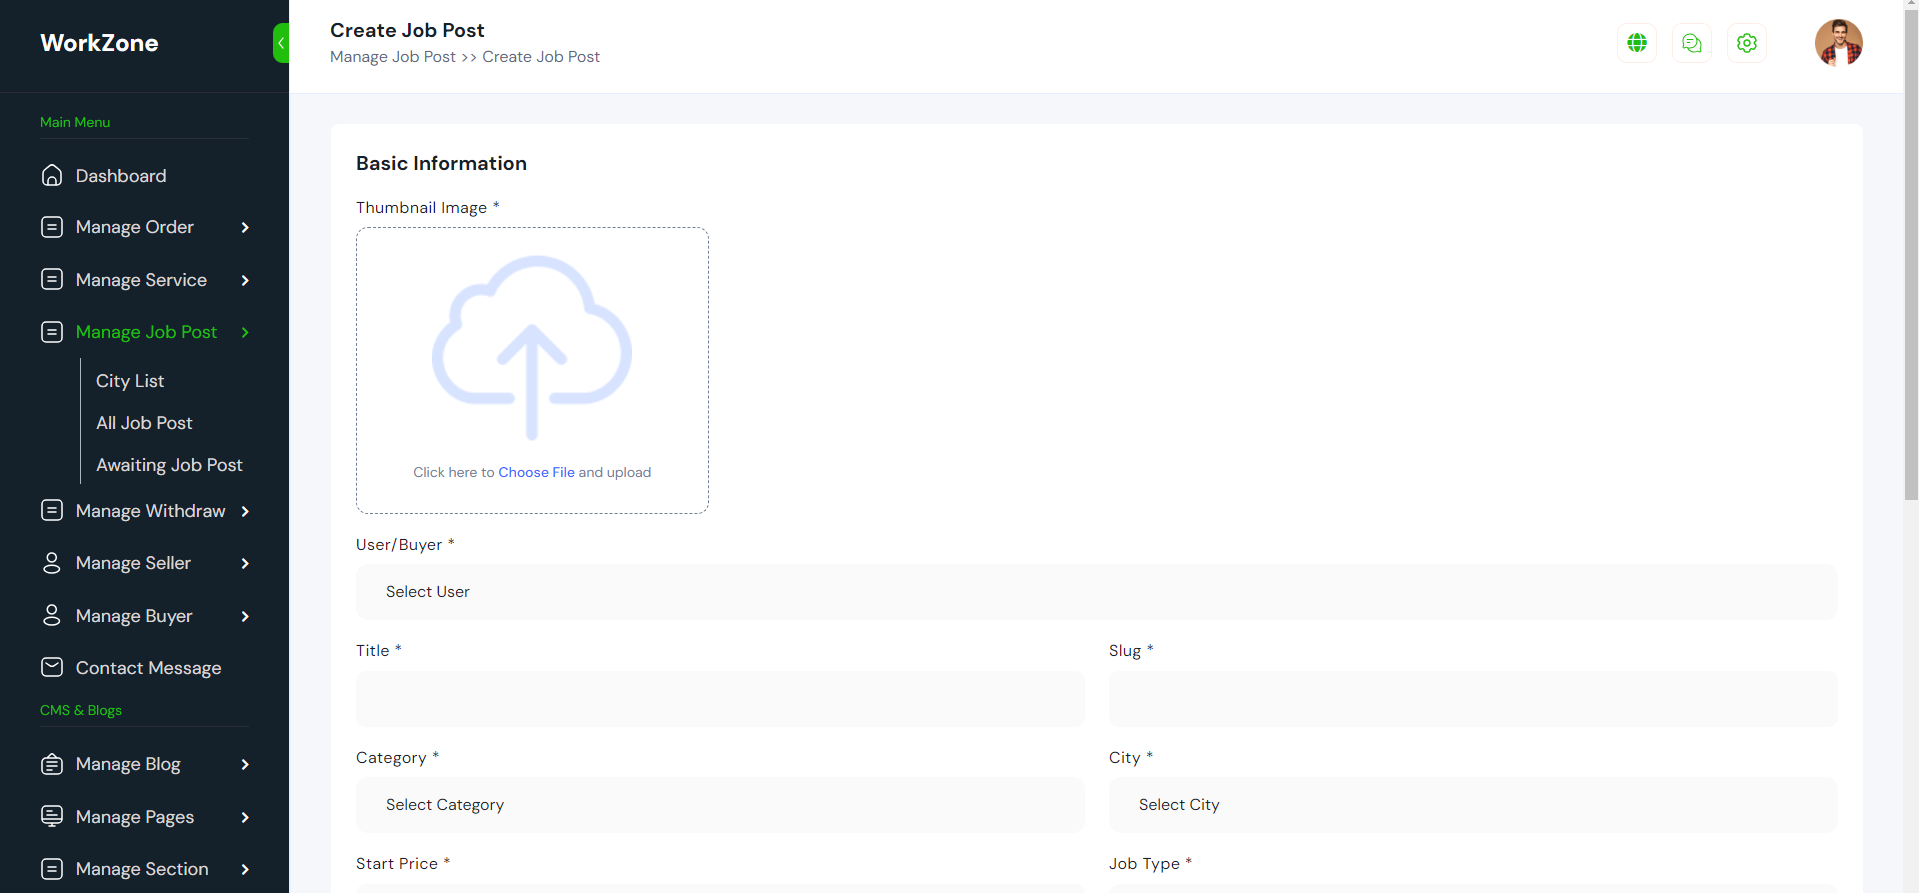 WorkZone
Main Menu
Dashboard
Manage Order
Manage Service
Manage Job Post
City List
All Job Post
Awaiting Job Post
Manage Withdraw
Manage Seller
Manage Buyer
Contact Message
CMS & Blogs
Manage Blog
Manage Pages
Manage Section
Create Job Post
Manage Job Post >> Create Job Post
Basic Information
Thumbnail Image *
Click here to Choose File and upload
User/Buyer *
Select User
Title *
Slug *
Category *
City *
Select Category
Select City
Start Price *
Job Type *